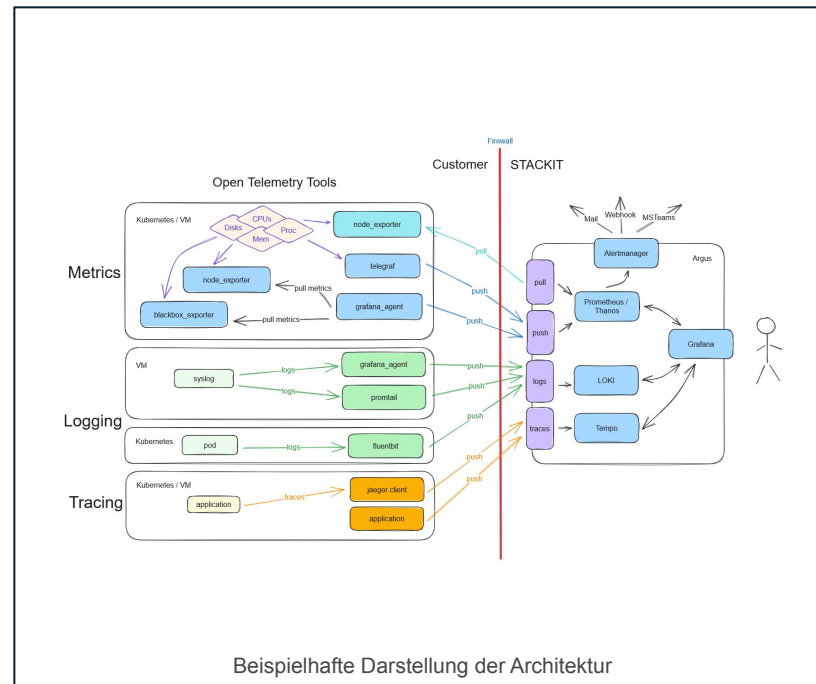 Firewall
Customer
STACKIT
Open Telemetry Tools
Metrics
Kubernetes / VM
CPUs
Disks
Proc
Mem
node_exporter
telegraf
node_exporter
pull metrics
grafana_agent
blackbox_exporter
pull metrics
pull
push
push
Logging
VM
syslog
logs
logs
grafana_agent
promtail
push
push
Kubernetes
pod
logs
fluentbit
push
Tracing
Kubernetes / VM
application
traces
jaeger client
application
push
push
Mail
Webhook
MSTeams
Alertmanager
Argus
pull
push
logs
traces
Prometheus /
Thanos
Grafana
LOKI
Tempo
Beispielhafte Darstellung der Architektur